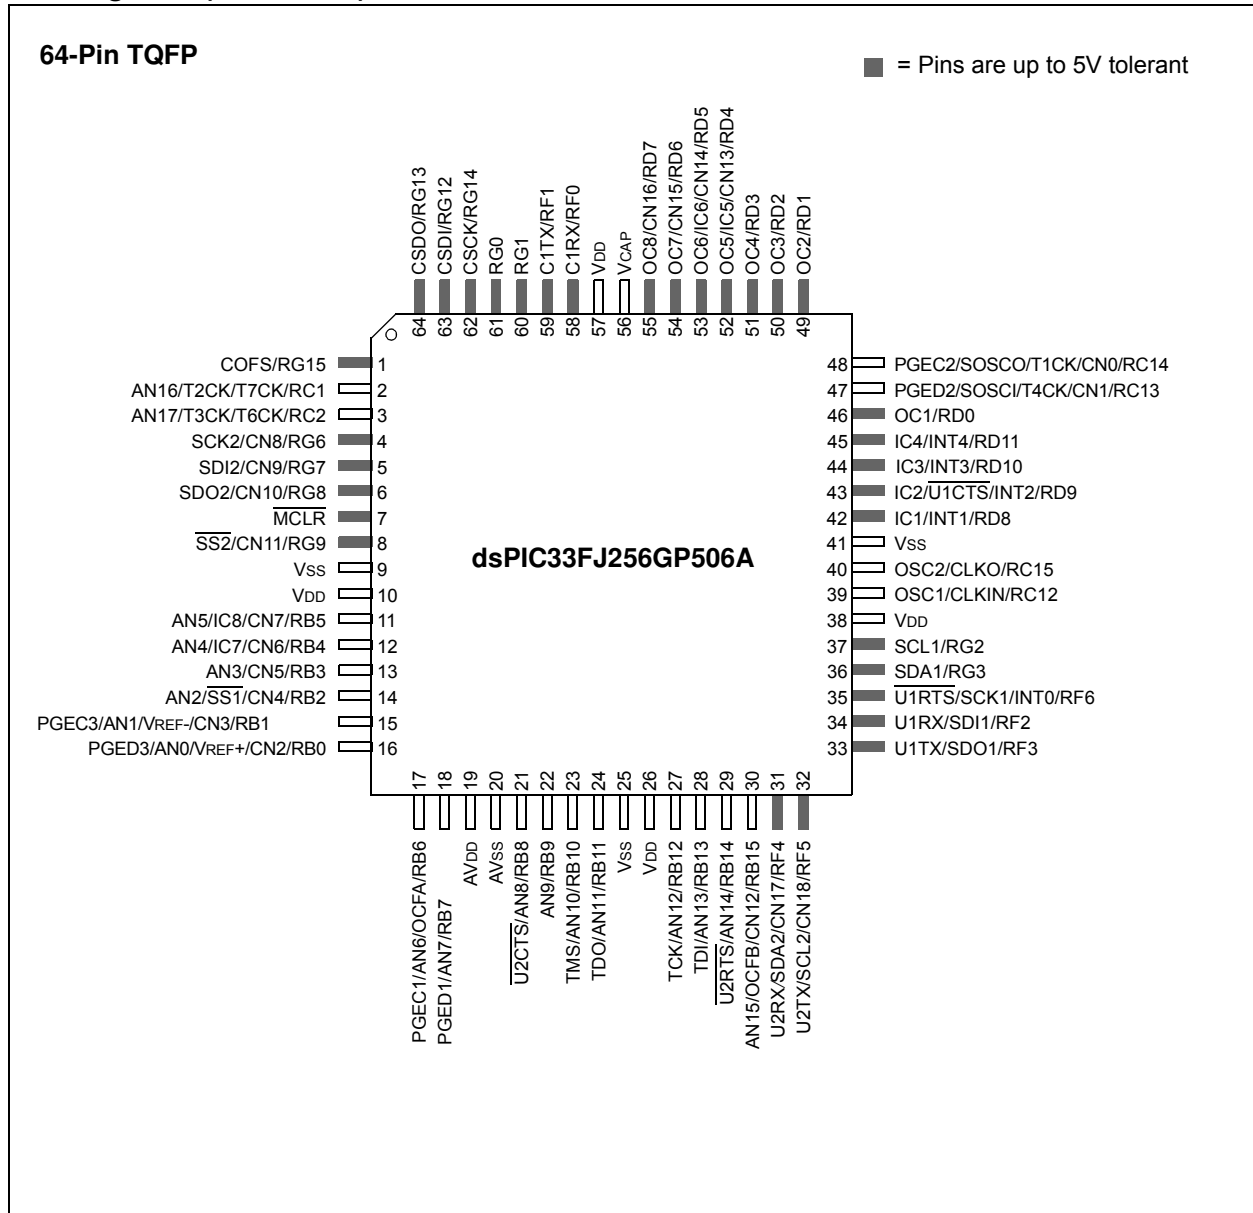 64-Pin TQFP
= Pins are up to 5V tolerant
CSDO/RG13
CSDI/RG12
CSCK/RG14
RG0
RG1
C1TX/RF1
C1RX/RF0
VDD
VCAP
OC8/CN16/RD7
OC7/CN15/RD6
OC6/IC6/CN14/RD5
OC5/IC5/CN13/RD4
OC4/RD3
OC3/RD2
OC2/RD1
64
63
62
61
60
59
58
57
56
55
54
53
52
51
50
49
COFS/RG15 1
AN16/T2CK/T7CK/RC1 2
AN17/T3CK/T6CK/RC2 3
SCK2/CN8/RG6 4
SDI2/CN9/RG7 5
SDO2/CN10/RG8 6
MCLR 7
SS2/CN11/RG9 8
VSS 9
VDD 10
AN5/IC8/CN7/RB5 11
AN4/IC7/CN6/RB4 12
AN3/CN5/RB3 13
AN2/SS1/CN4/RB2 14
PGEC3/AN1/VREF-/CN3/RB1 15
PGED3/AN0/VREF+/CN2/RB0 16
dsPIC33FJ256GP506A
48 PGEC2/SOSCO/T1CK/CN0/RC14
47 PGED2/SOSCI/T4CK/CN1/RC13
46 OC1/RD0
45 IC4/INT4/RD11
44 IC3/INT3/RD10
43 IC2/U1CTS/INT2/RD9
42 IC1/INT1/RD8
41 VSS
40 OSC2/CLKO/RC15
39 OSC1/CLKIN/RC12
38 VDD
37 SCL1/RG2
36 SDA1/RG3
35 U1RTS/SCK1/INT0/RF6
34 U1RX/SDI1/RF2
33 U1TX/SDO1/RF3
17
18
19
20
21
22
23
24
25
26
27
28
29
30
31
32
PGEC1/AN6/OCFA/RB6
PGED1/AN7/RB7
AVDD
AVSS
U2CTS/AN8/RB8
AN9/RB9
TMS/AN10/RB10
TDO/AN11/RB11
VSS
VDD
TCK/AN12/RB12
TDI/AN13/RB13
U2RTS/AN14/RB14
AN15/OCFB/CN12/RB15
U2RX/SDA2/CN17/RF4
U2TX/SCL2/CN18/RF5